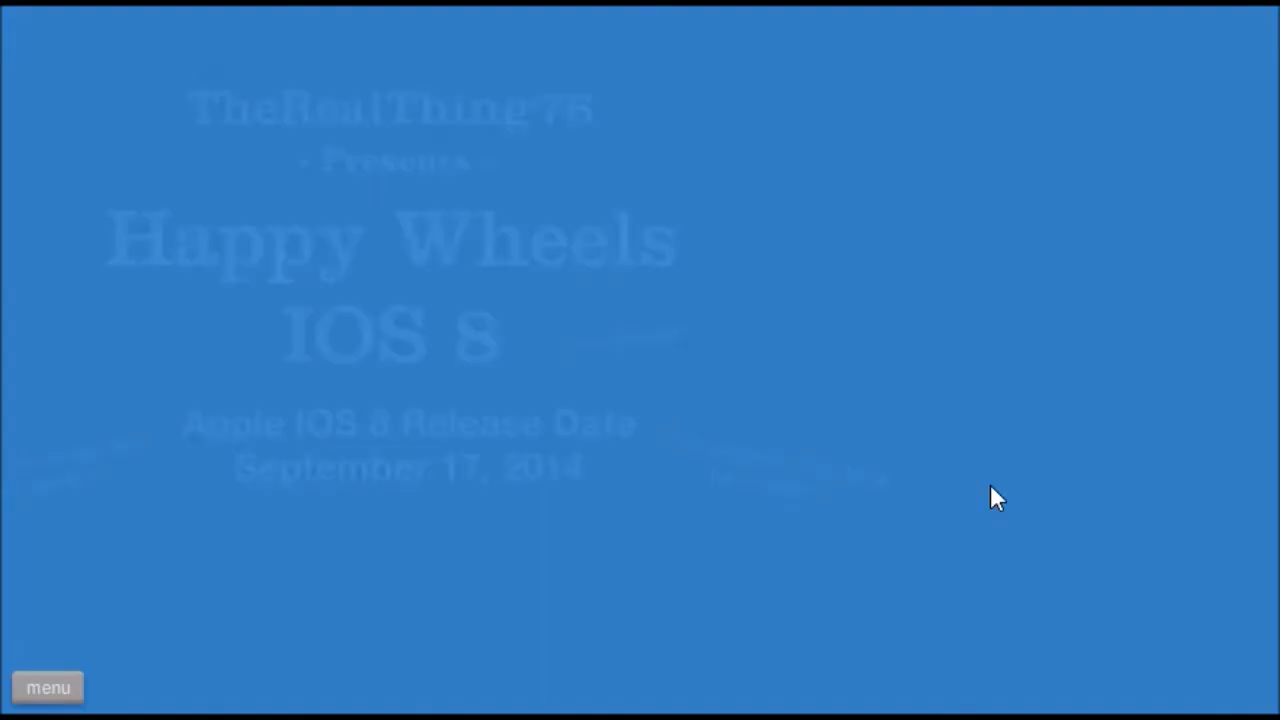 TheRealThing76
- Presents -
Happy Wheels
IOS 8
Apple IOS 8 Release Date
September 17, 2014
menu